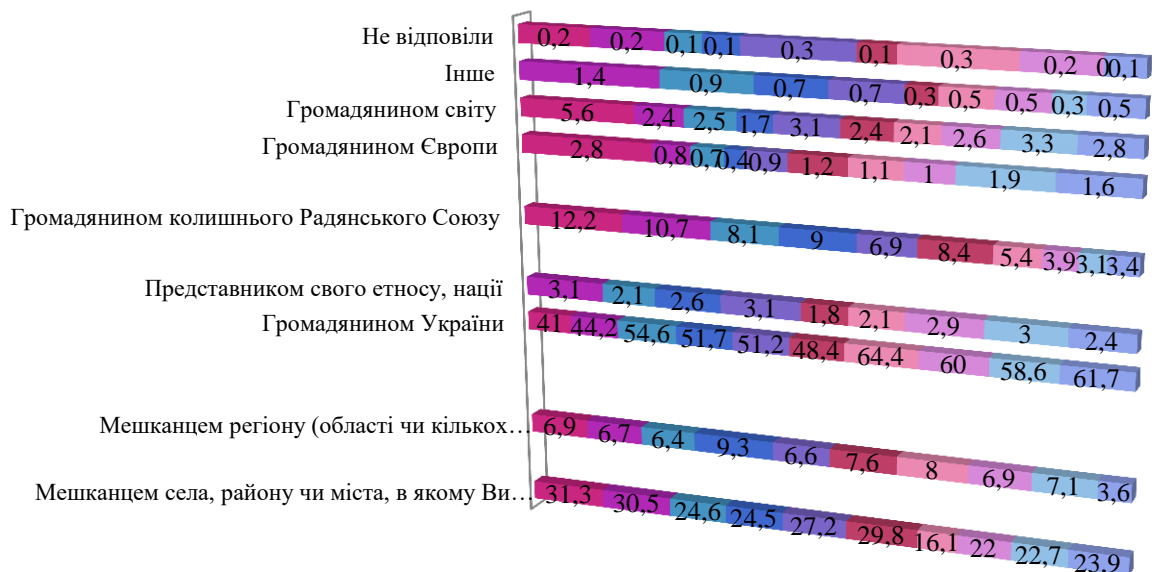 Не відповіли
0,2 0,2 0,1 0,1 0,3 0,1 0,3 0,2 0 0,1
Інше
1,4 0,9 0,7 0,7 0,3 0,5 0,5 0,3 0,5
Громадянином світу
5,6 2,4 2,5 1,7 3,1 2,4 2,1 2,6 3,3 2,8
Громадянином Європи
2,8 0,8 0,7 0,4 0,9 1,2 1,1 1 1,9 1,6
Громадянином колишнього Радянського Союзу
12,2 10,7 8,1 9 6,9 8,4 5,4 3,9 3,1 3,4
Представником свого етносу, нації
3,1 2,1 2,6 3,1 1,8 2,1 2,9 3 2,4
Громадянином України
41 44,2 54,6 51,7 51,2 48,4 64,4 60 58,6 61,7
Мешканцем регіону (області чи кількох…
6,9 6,7 6,4 9,3 6,6 7,6 8 6,9 7,1 3,6
Мешканцем села, району чи міста, в якому Ви…
31,3 30,5 24,6 24,5 27,2 29,8 16,1 22 22,7 23,9